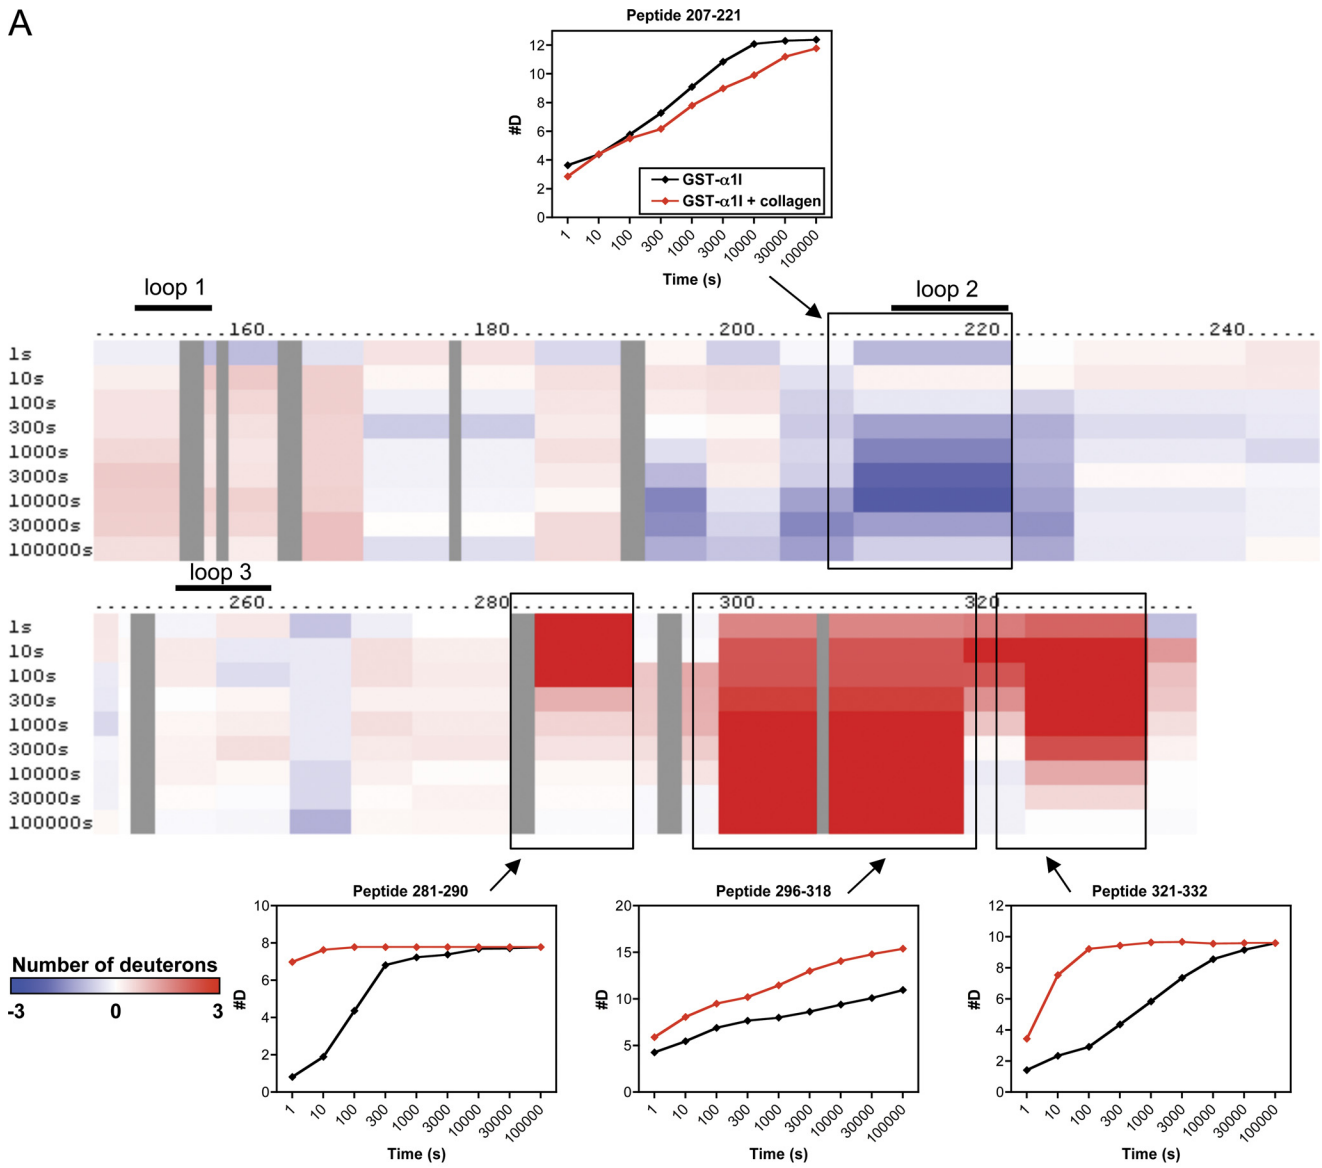 A
Peptide 207-221
12
10
8
6
4
2
0
#D
GST-α1I
GST-α1I + collagen
1 10 100 300 1000 3000 10000 30000 100000
Time (s)
loop 1
loop 2
160 180 200 220 240
1s
10s
100s
300s
1000s
3000s
10000s
30000s
100000s
loop 3
260 280 300 320
1s
10s
100s
300s
1000s
3000s
10000s
30000s
100000s
Number of deuterons
-3 0 3
Peptide 281-290
10
8
6
4
2
0
#D
1 10 100 300 1000 3000 10000 30000 100000
Time (s)
Peptide 296-318
20
15
10
5
0
#D
1 10 100 300 1000 3000 10000 30000 100000
Time (s)
Peptide 321-332
12
10
8
6
4
2
0
#D
1 10 100 300 1000 3000 10000 30000 100000
Time (s)